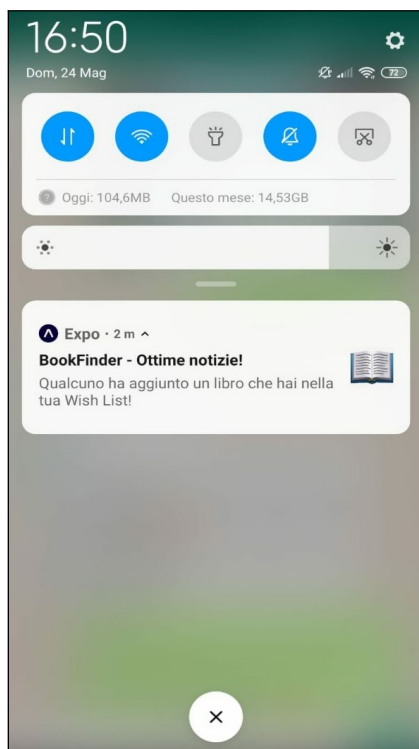 16:50
Dom, 24 Mag
72
Oggi: 104,6MB Questo mese: 14,53GB
Expo · 2 m
BookFinder - Ottime notizie!
Qualcuno ha aggiunto un libro che hai nella
tua Wish List!